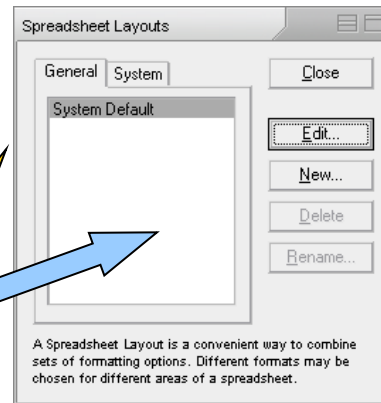 Spreadsheet Layouts
General System
System Default
Close
Edit...
New...
Delete
Rename...
A Spreadsheet Layout is a convenient way to combine
sets of formatting options. Different formats may be
chosen for different areas of a spreadsheet.